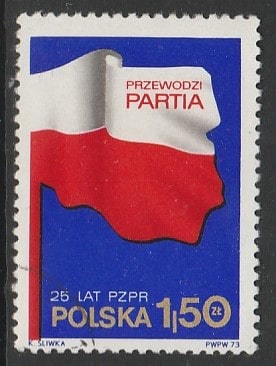 PRZEWODZI
PARTIA
25 LAT PZPR
POLSKA 1,50 ZŁ
K. ŚLIWKA PWPW 73